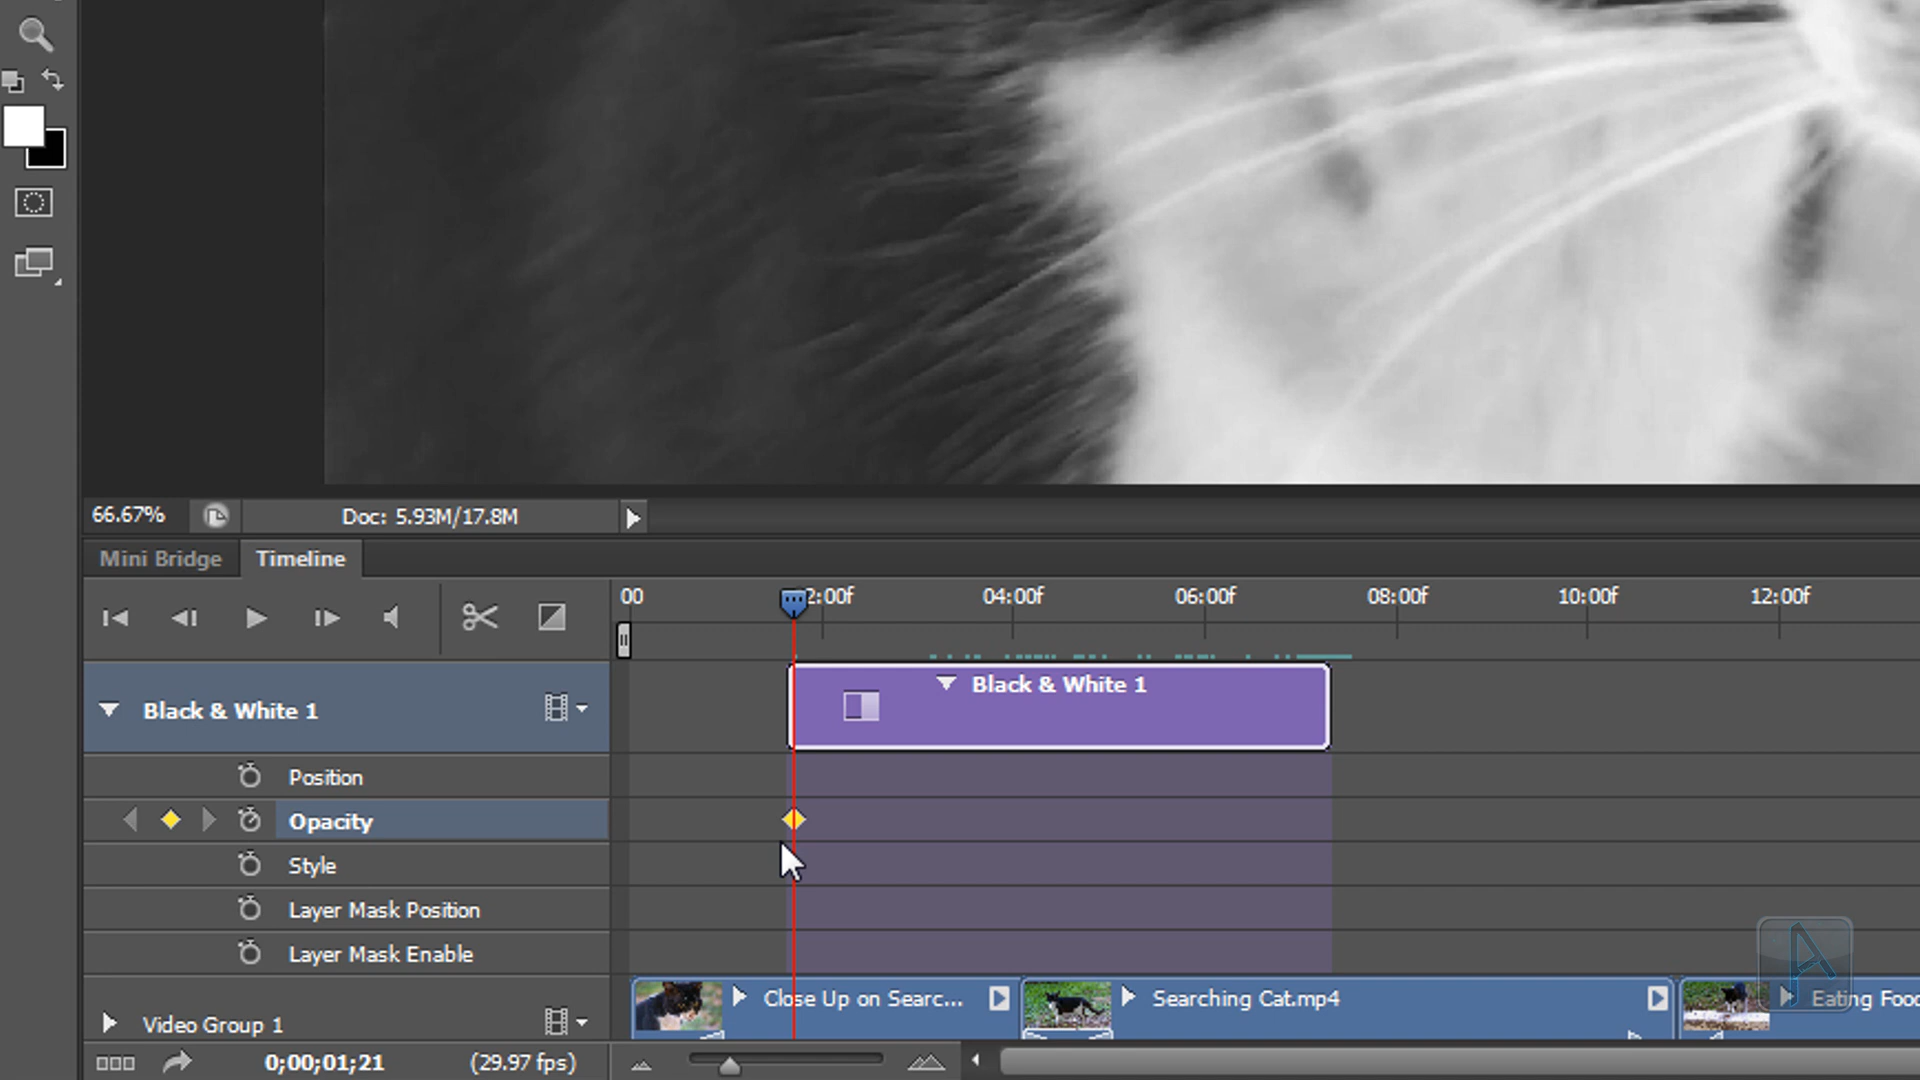 66.67%
Doc: 5.93M/17.8M
Mini Bridge
Timeline
00
2:00f
04:00f
06:00f
08:00f
10:00f
12:00f
Black & White 1
Black & White 1
Position
Opacity
Style
Layer Mask Position
Layer Mask Enable
Close Up on Searc...
Searching Cat.mp4
Eating Food
Video Group 1
0;00;01;21
(29.97 fps)
A